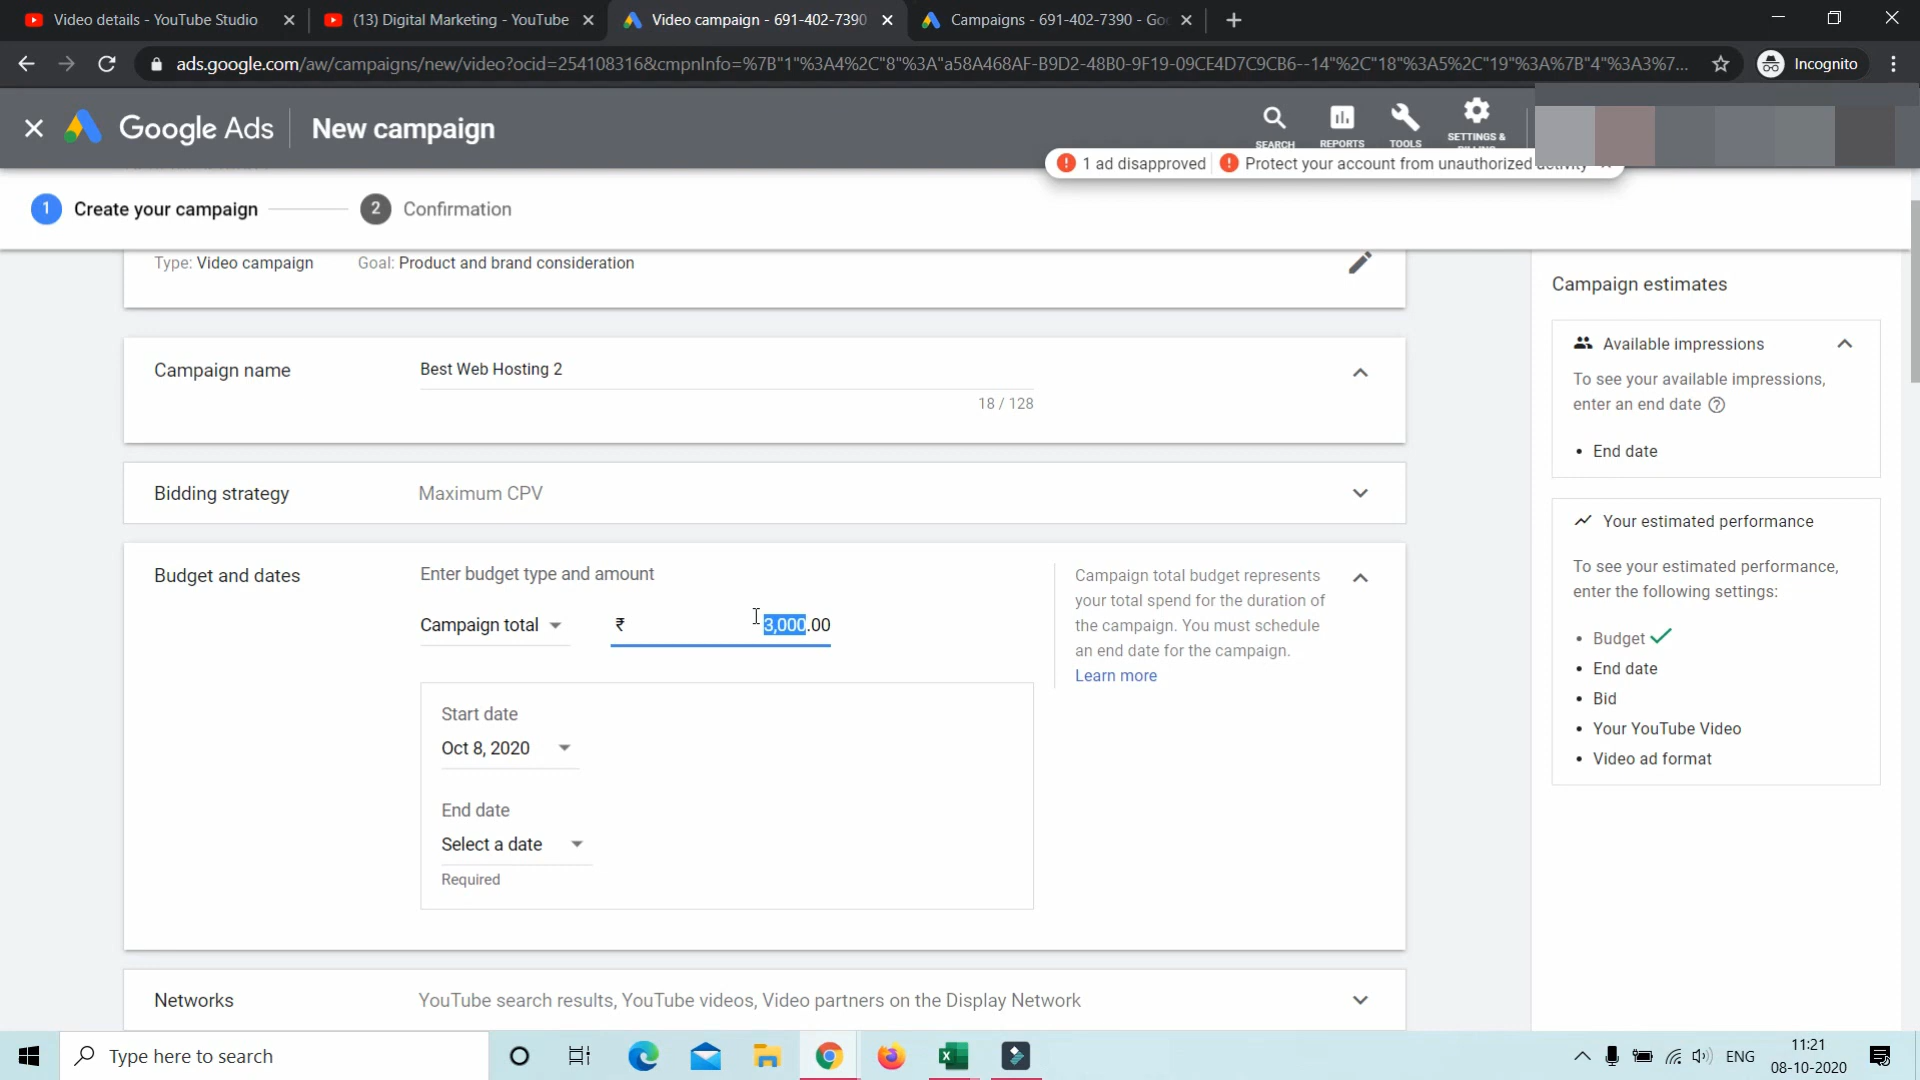 Video details - YouTube Studio
(13) Digital Marketing - YouTube
Video campaign - 691-402-7390
Campaigns - 691-402-7390 - Goo
ads.google.com/aw/campaigns/new/video?ocid=254108316&cmpnInfo=%7B"1"%3A4%2C"8"%3A"a58A468AF-B9D2-48B0-9F19-09CE4D7C9CB6--14"%2C"18"%3A5%2C"19"%3A%7B"4"%3A3%7...
Incognito
Google Ads
New campaign
SEARCH
REPORTS
TOOLS
SETTINGS &
1 ad disapproved
Protect your account from unauthorized activity
1 Create your campaign
2 Confirmation
Type: Video campaign
Goal: Product and brand consideration
Campaign name
Best Web Hosting 2
18 / 128
Bidding strategy
Maximum CPV
Budget and dates
Enter budget type and amount
Campaign total
₹ 3,000.00
Campaign total budget represents
your total spend for the duration of
the campaign. You must schedule
an end date for the campaign.
Learn more
Start date
Oct 8, 2020
End date
Select a date
Required
Networks
YouTube search results, YouTube videos, Video partners on the Display Network
Campaign estimates
Available impressions
To see your available impressions,
enter an end date
• End date
Your estimated performance
To see your estimated performance,
enter the following settings:
• Budget
• End date
• Bid
• Your YouTube Video
• Video ad format
Type here to search
ENG
11:21
08-10-2020